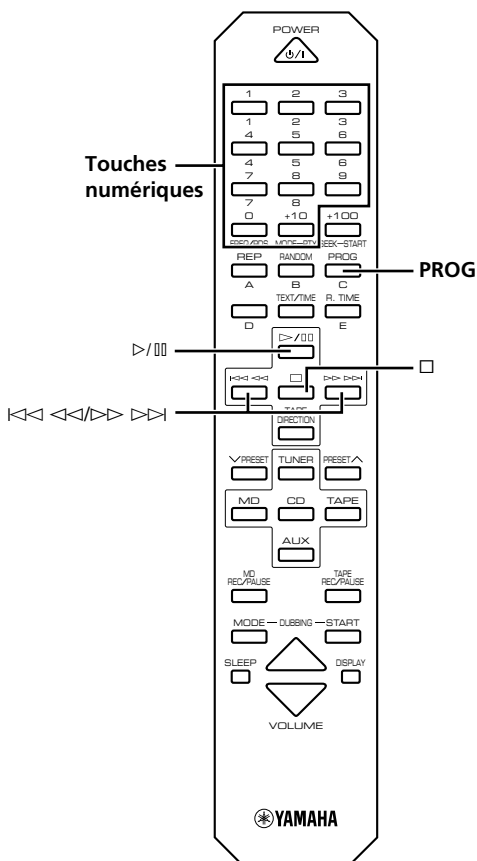 POWER
⏻/I
1 2 3
1 2 3
4 5 6
4 5 6
7 8 9
7 8
0 +10 +100
FREQ/RDS MODE–PTY SEEK–START
REP RANDOM PROG
A B C
TEXT/TIME R. TIME
D E
Touches
numériques
PROG
▷/▯▯
▷/▯▯
|◁◁ ◁◁ □ ▷▷ ▷▷|
□
|◁◁ ◁◁/▷▷ ▷▷|
TAPE
DIRECTION
PRESET TUNER PRESET
MD CD TAPE
AUX
MD
REC/PAUSE
TAPE
REC/PAUSE
MODE – DUBBING – START
SLEEP DISPLAY
VOLUME
YAMAHA